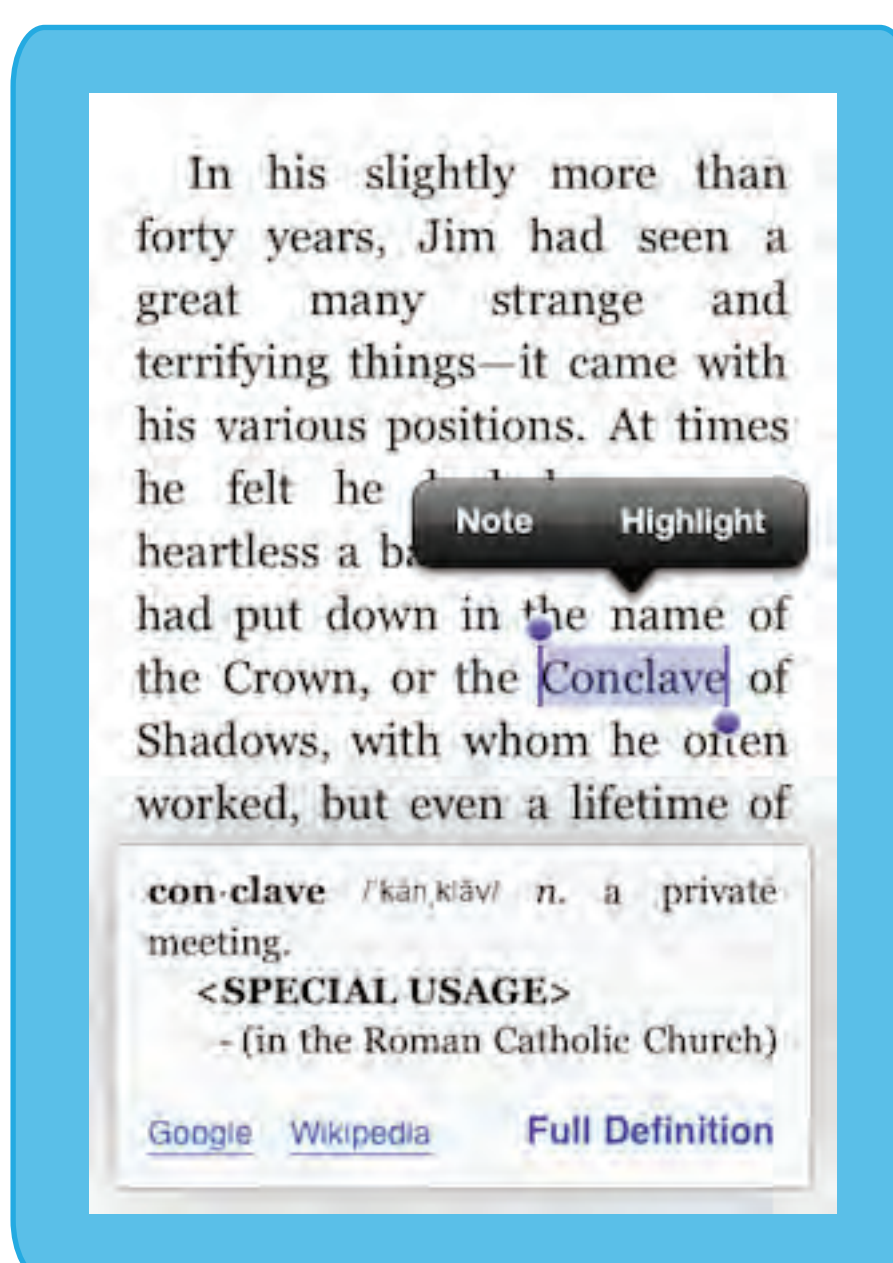 In his slightly more than
forty years, Jim had seen a
great many strange and
terrifying things—it came with
his various positions. At times
he felt he
Note Highlight
heartless a
had put down in the name of
the Crown, or the Conclave of
Shadows, with whom he often
worked, but even a lifetime of
con·clave /ˈkänˌklāv/ n. a private
meeting.
<SPECIAL USAGE>
- (in the Roman Catholic Church)
Google Wikipedia Full Definition